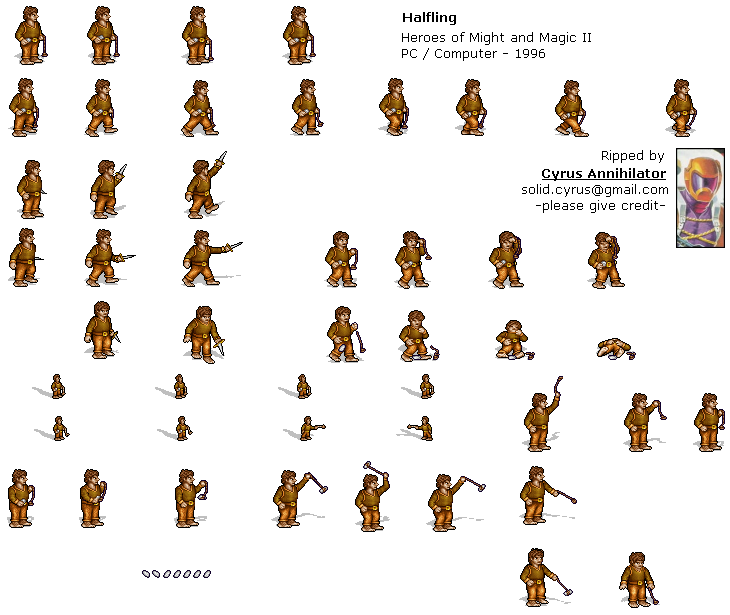 Halfling
Heroes of Might and Magic II
PC / Computer - 1996
Ripped by
Cyrus Annihilator
solid.cyrus@gmail.com
-please give credit-